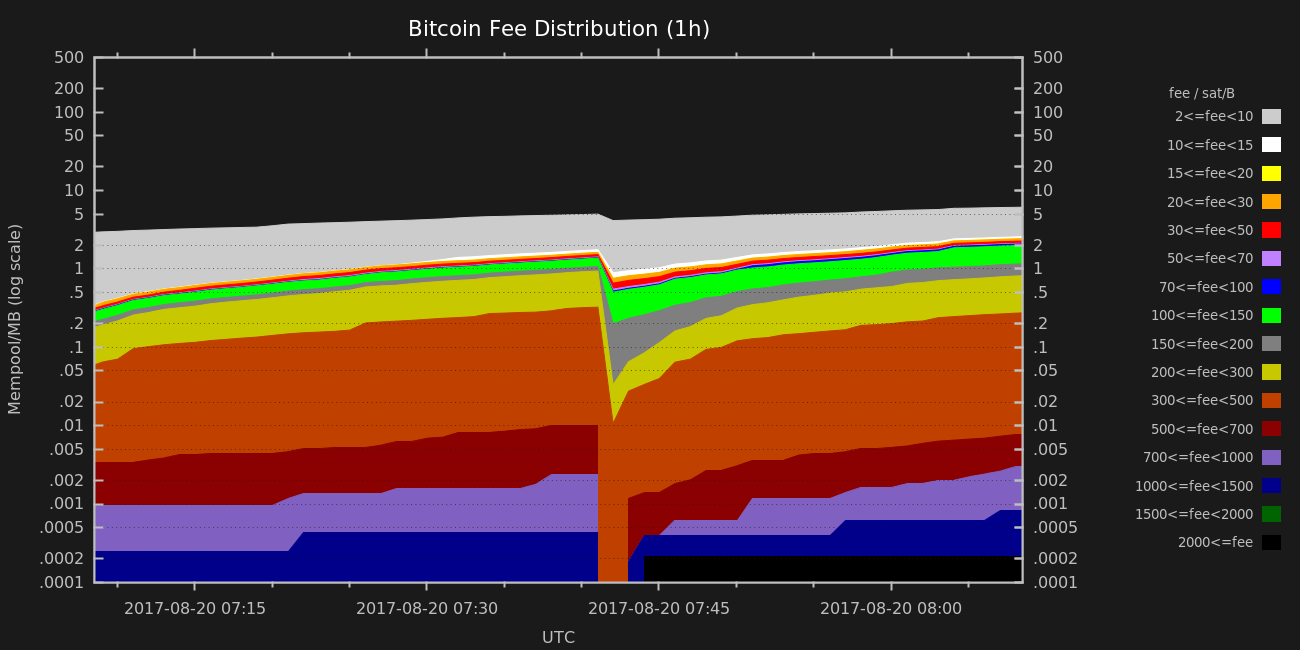 Bitcoin Fee Distribution (1h)
Mempool/MB (log scale)
500
200
100
50
20
10
5
2
1
.5
.2
.1
.05
.02
.01
.005
.002
.001
.0005
.0002
.0001
500
200
100
50
20
10
5
2
1
.5
.2
.1
.05
.02
.01
.005
.002
.001
.0005
.0002
.0001
2017-08-20 07:15 2017-08-20 07:30 2017-08-20 07:45 2017-08-20 08:00
UTC
fee / sat/B
2<=fee<10
10<=fee<15
15<=fee<20
20<=fee<30
30<=fee<50
50<=fee<70
70<=fee<100
100<=fee<150
150<=fee<200
200<=fee<300
300<=fee<500
500<=fee<700
700<=fee<1000
1000<=fee<1500
1500<=fee<2000
2000<=fee